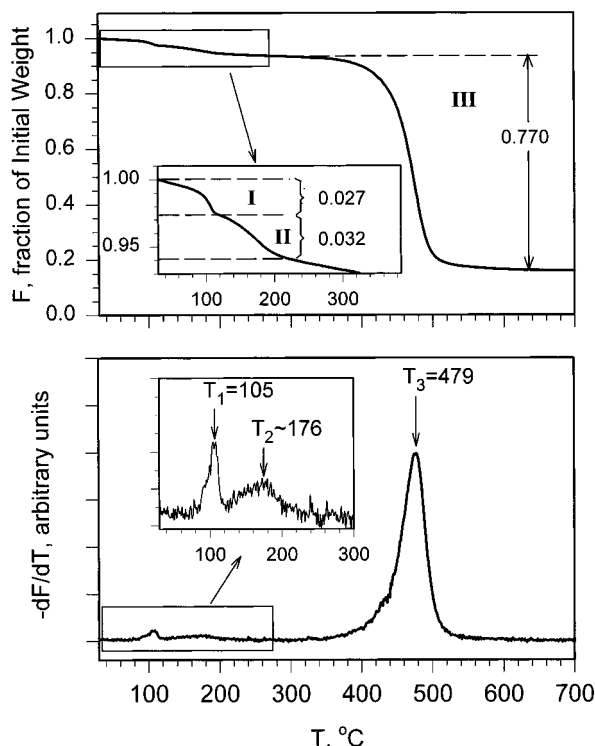 F, fraction of Initial Weight
1.0
0.8
0.6
0.4
0.2
0.0
III
0.770
1.00
0.95
I
0.027
II
0.032
100 200 300
-dF/dT, arbitrary units
T1=105
T2~176
T3=479
100 200 300
100 200 300 400 500 600 700
T, °C